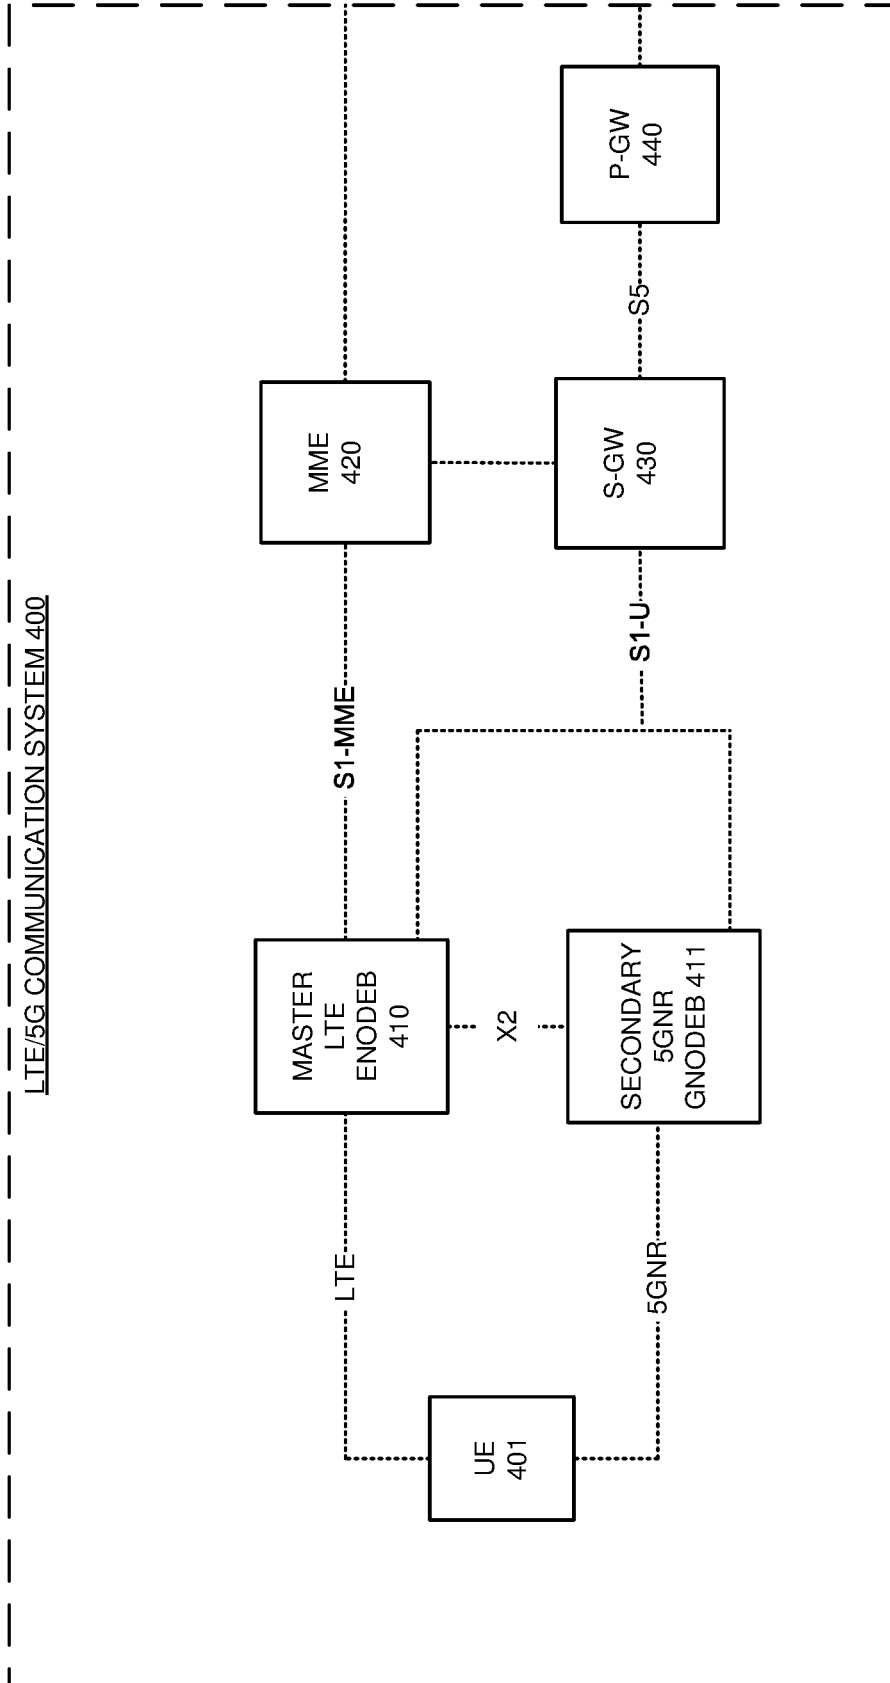 LTE/5G COMMUNICATION SYSTEM 400
UE
401
LTE
5GNR
MASTER
LTE
ENODEB
410
X2
SECONDARY
5GNR
GNODEB 411
S1-MME
S1-U
MME
420
S-GW
430
S5
P-GW
440